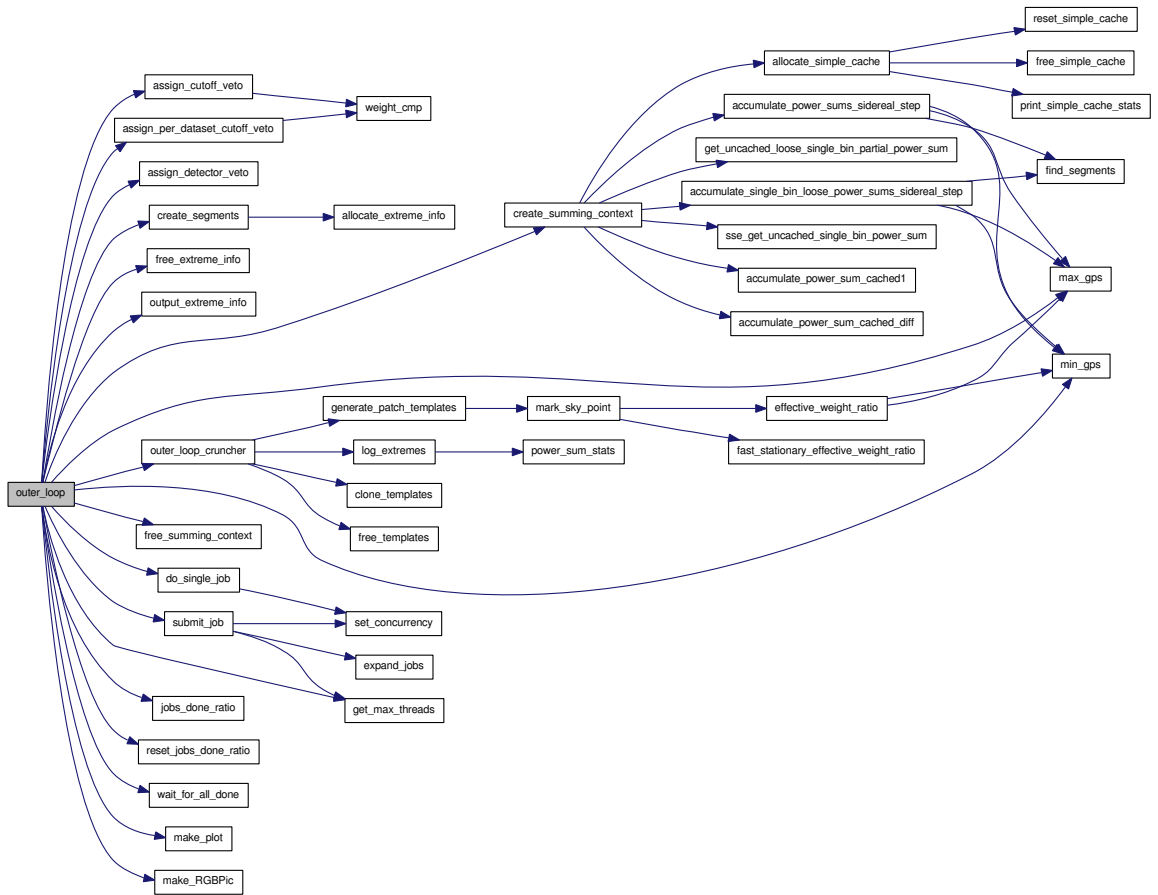 reset_simple_cache
allocate_simple_cache
free_simple_cache
assign_cutoff_veto
print_simple_cache_stats
weight_cmp
accumulate_power_sums_sidereal_step
assign_per_dataset_cutoff_veto
get_uncached_loose_single_bin_partial_power_sum
assign_detector_veto
find_segments
accumulate_single_bin_loose_power_sums_sidereal_step
create_segments
allocate_extreme_info
create_summing_context
sse_get_uncached_single_bin_power_sum
free_extreme_info
accumulate_power_sum_cached1
max_gps
output_extreme_info
accumulate_power_sum_cached_diff
min_gps
generate_patch_templates
mark_sky_point
effective_weight_ratio
outer_loop_cruncher
log_extremes
power_sum_stats
fast_stationary_effective_weight_ratio
outer_loop
clone_templates
free_summing_context
free_templates
do_single_job
submit_job
set_concurrency
expand_jobs
jobs_done_ratio
get_max_threads
reset_jobs_done_ratio
wait_for_all_done
make_plot
make_RGBPic